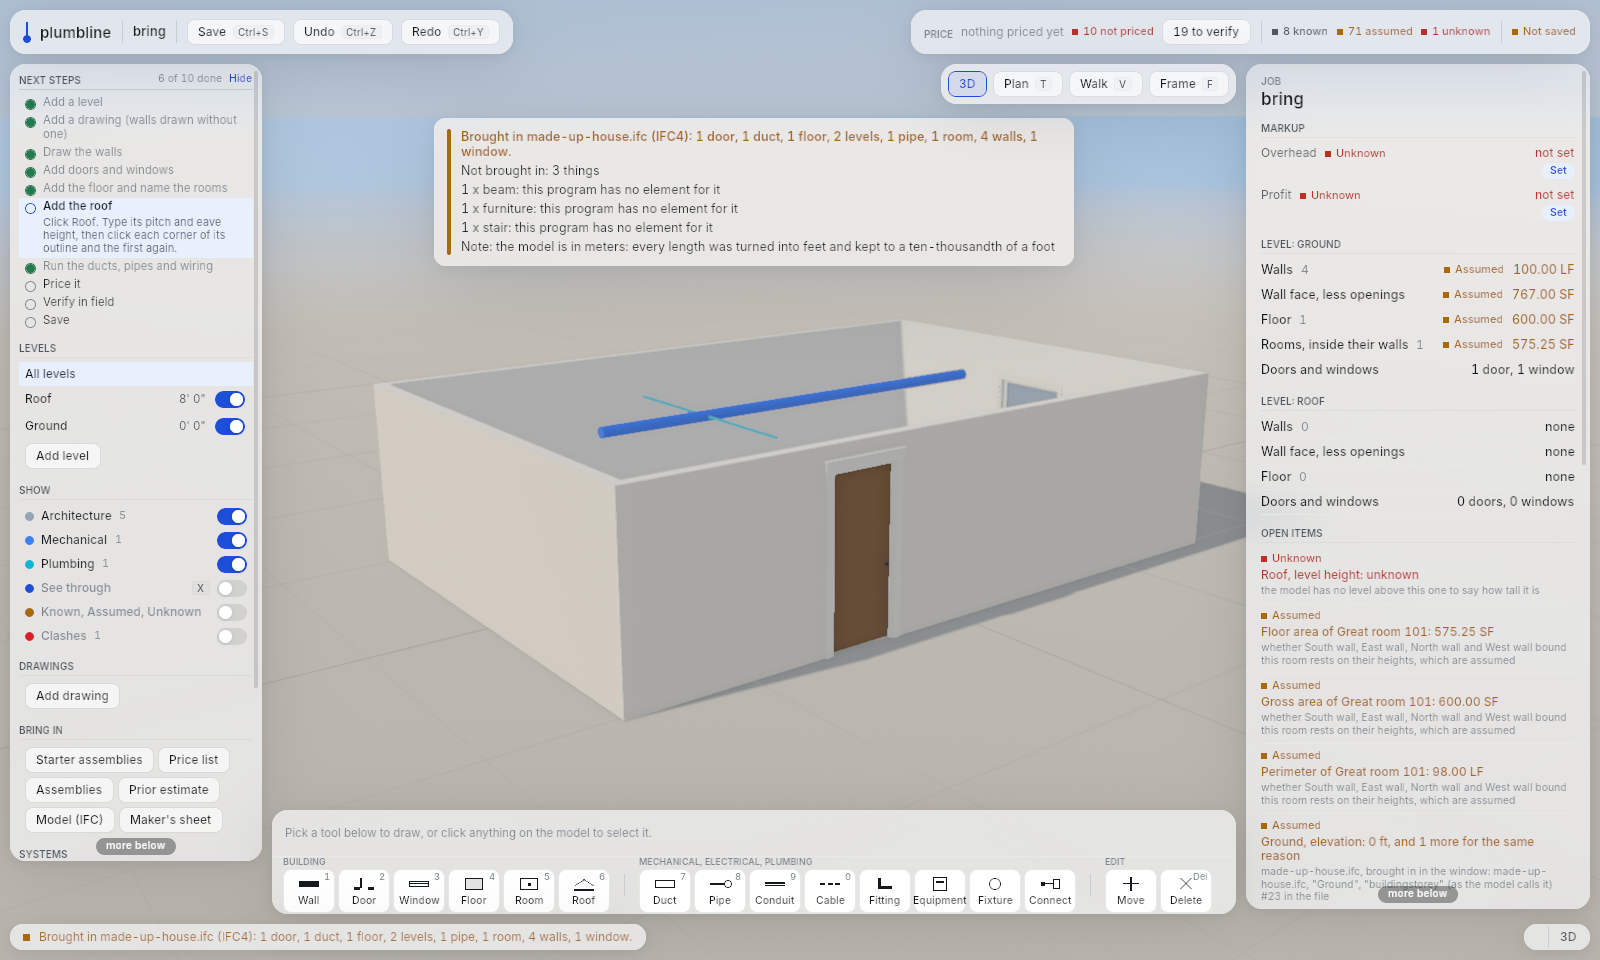 plumbline
bring
Save Ctrl+S
Undo Ctrl+Z
Redo Ctrl+Y
PRICE nothing priced yet 10 not priced
19 to verify
8 known 71 assumed 1 unknown
Not saved
NEXT STEPS 6 of 10 done Hide
Add a level
Add a drawing (walls drawn without
one)
Draw the walls
Add doors and windows
Add the floor and name the rooms
Add the roof
Click Roof. Type its pitch and eave
height, then click each corner of its
outline and the first again.
Run the ducts, pipes and wiring
Price it
Verify in field
Save
LEVELS
All levels
Roof 8' 0"
Ground 0' 0"
Add level
SHOW
Architecture 5
Mechanical 1
Plumbing 1
See through X
Known, Assumed, Unknown
Clashes 1
DRAWINGS
Add drawing
BRING IN
Starter assemblies Price list
Assemblies Prior estimate
Model (IFC) Maker's sheet
more below
SYSTEMS
3D Plan T Walk V Frame F
Brought in made-up-house.ifc (IFC4): 1 door, 1 duct, 1 floor, 2 levels, 1 pipe, 1 room, 4 walls, 1
window.
Not brought in: 3 things
1 x beam: this program has no element for it
1 x furniture: this program has no element for it
1 x stair: this program has no element for it
Note: the model is in meters: every length was turned into feet and kept to a ten-thousandth of a foot
Pick a tool below to draw, or click anything on the model to select it.
BUILDING
Wall 1
Door 2
Window 3
Floor 4
Room 5
Roof 6
MECHANICAL, ELECTRICAL, PLUMBING
Duct 7
Pipe 8
Conduit 9
Cable 0
Fitting
Equipment
Fixture
Connect
EDIT
Move
Delete Del
JOB
bring
MARKUP
Overhead Unknown not set
Set
Profit Unknown not set
Set
LEVEL: GROUND
Walls 4 Assumed 100.00 LF
Wall face, less openings Assumed 767.00 SF
Floor 1 Assumed 600.00 SF
Rooms, inside their walls 1 Assumed 575.25 SF
Doors and windows 1 door, 1 window
LEVEL: ROOF
Walls 0 none
Wall face, less openings none
Floor 0 none
Doors and windows 0 doors, 0 windows
OPEN ITEMS
Unknown
Roof, level height: unknown
the model has no level above this one to say how tall it is
Assumed
Floor area of Great room 101: 575.25 SF
whether South wall, East wall, North wall and West wall bound
this room rests on their heights, which are assumed
Assumed
Gross area of Great room 101: 600.00 SF
whether South wall, East wall, North wall and West wall bound
this room rests on their heights, which are assumed
Assumed
Perimeter of Great room 101: 98.00 LF
whether South wall, East wall, North wall and West wall bound
this room rests on their heights, which are assumed
Assumed
Ground, elevation: 0 ft, and 1 more for the same
reason
made-up-house.ifc, brought in in the window: made-up-
house.ifc, "Ground", "buildingstorey" (as the model calls it)
#23 in the file
more below
Brought in made-up-house.ifc (IFC4): 1 door, 1 duct, 1 floor, 2 levels, 1 pipe, 1 room, 4 walls, 1 window.
3D